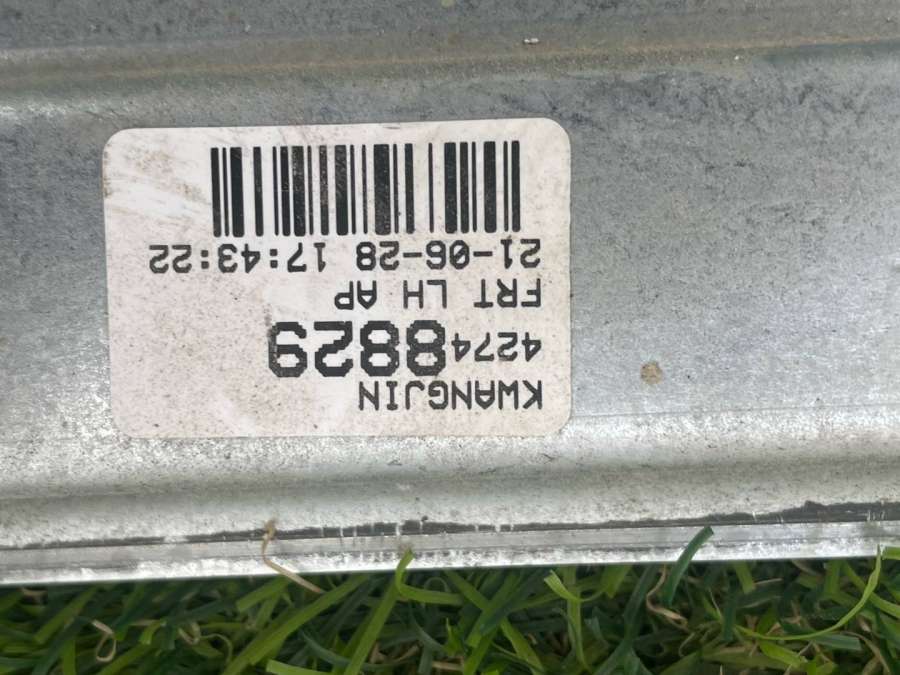 KWANGJIN
42748829
FRT LH AP
21-06-28 17:43:22